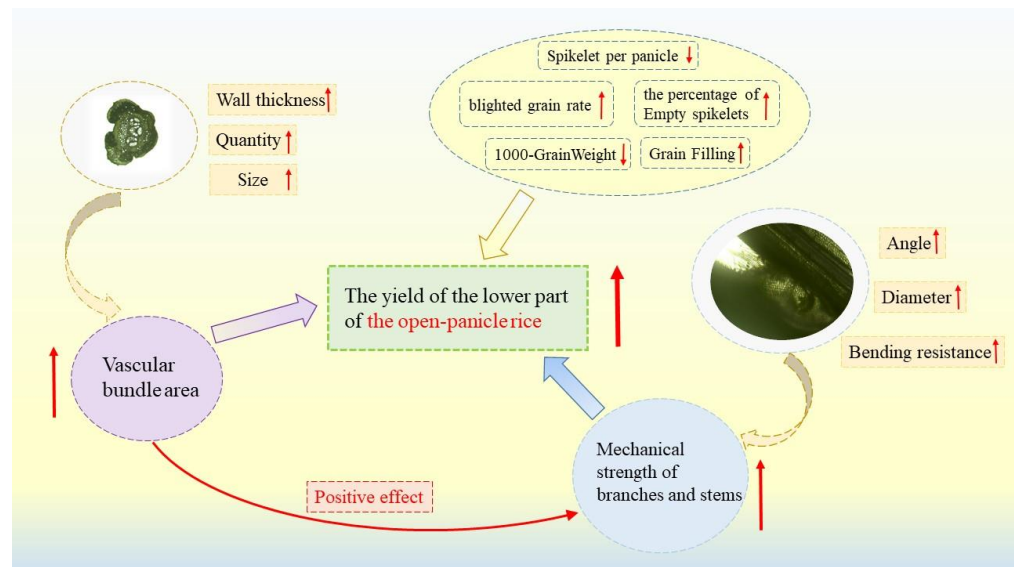 Spikelet per panicle
blighted grain rate
the percentage of
Empty spikelets
1000-GrainWeight
Grain Filling
Wall thickness
Quantity
Size
Angle
Diameter
Bending resistance
The yield of the lower part
of the open-panicle rice
Vascular
bundle area
Mechanical
strength of
branches and stems
Positive effect